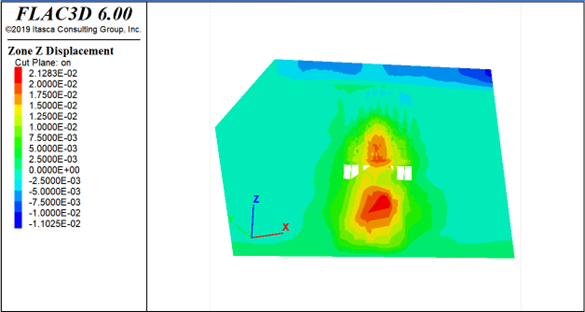 FLAC3D 6.00
©2019 Itasca Consulting Group, Inc.
Zone Z Displacement
Cut Plane: on
2.1283E-02
2.0000E-02
1.7500E-02
1.5000E-02
1.2500E-02
1.0000E-02
7.5000E-03
5.0000E-03
2.5000E-03
0.0000E+00
-2.5000E-03
-5.0000E-03
-7.5000E-03
-1.0000E-02
-1.1025E-02
Z
X